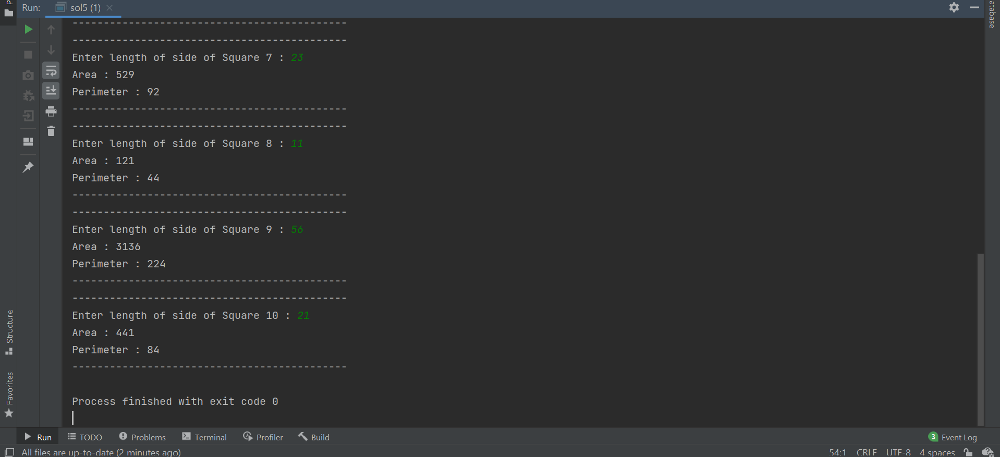 P
Run: sol5 (1)
atabase
--------------------------------------------
--------------------------------------------
Enter length of side of Square 7 : 23
Area : 529
Perimeter : 92
--------------------------------------------
--------------------------------------------
Enter length of side of Square 8 : 11
Area : 121
Perimeter : 44
--------------------------------------------
--------------------------------------------
Enter length of side of Square 9 : 56
Area : 3136
Perimeter : 224
--------------------------------------------
--------------------------------------------
Enter length of side of Square 10 : 21
Area : 441
Perimeter : 84
--------------------------------------------
Process finished with exit code 0
Structure
Favorites
Run TODO Problems Terminal Profiler Build 3 Event Log
All files are up-to-date (2 minutes ago) 54:1 CRLF UTF-8 4 spaces